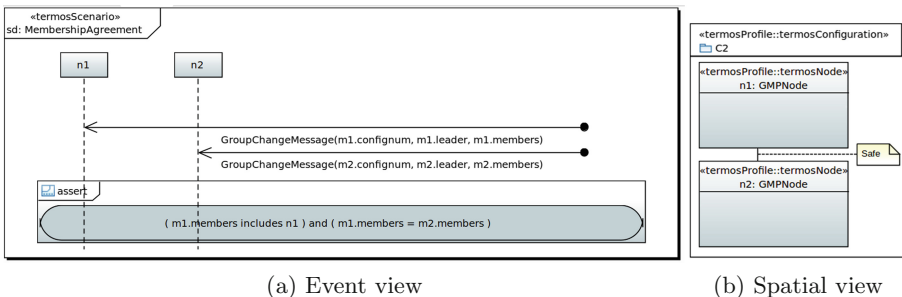 «termosScenario»
sd: MembershipAgreement
n1
n2
GroupChangeMessage(m1.confignum, m1.leader, m1.members)
GroupChangeMessage(m2.confignum, m2.leader, m2.members)
assert
( m1.members includes n1 ) and ( m1.members = m2.members )
(a) Event view
«termosProfile::termosConfiguration»
C2
«termosProfile::termosNode»
n1: GMPNode
Safe
«termosProfile::termosNode»
n2: GMPNode
(b) Spatial view